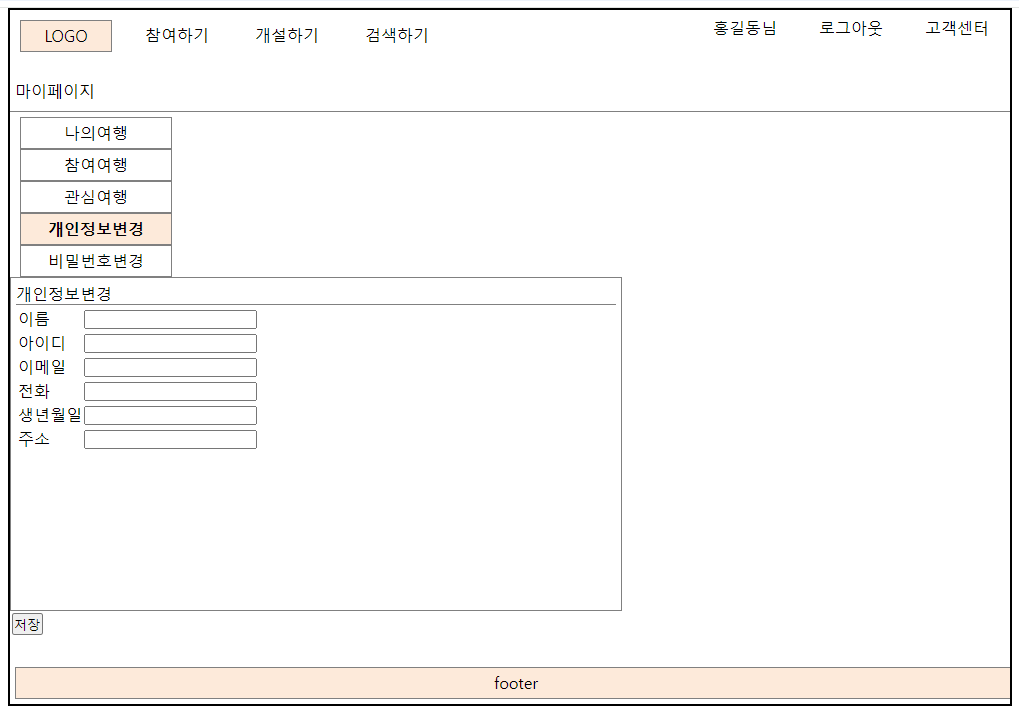 LOGO 참여하기 개설하기 검색하기 홍길동님 로그아웃 고객센터
마이페이지
나의여행
참여여행
관심여행
개인정보변경
비밀번호변경
개인정보변경
이름
아이디
이메일
전화
생년월일
주소
저장
footer